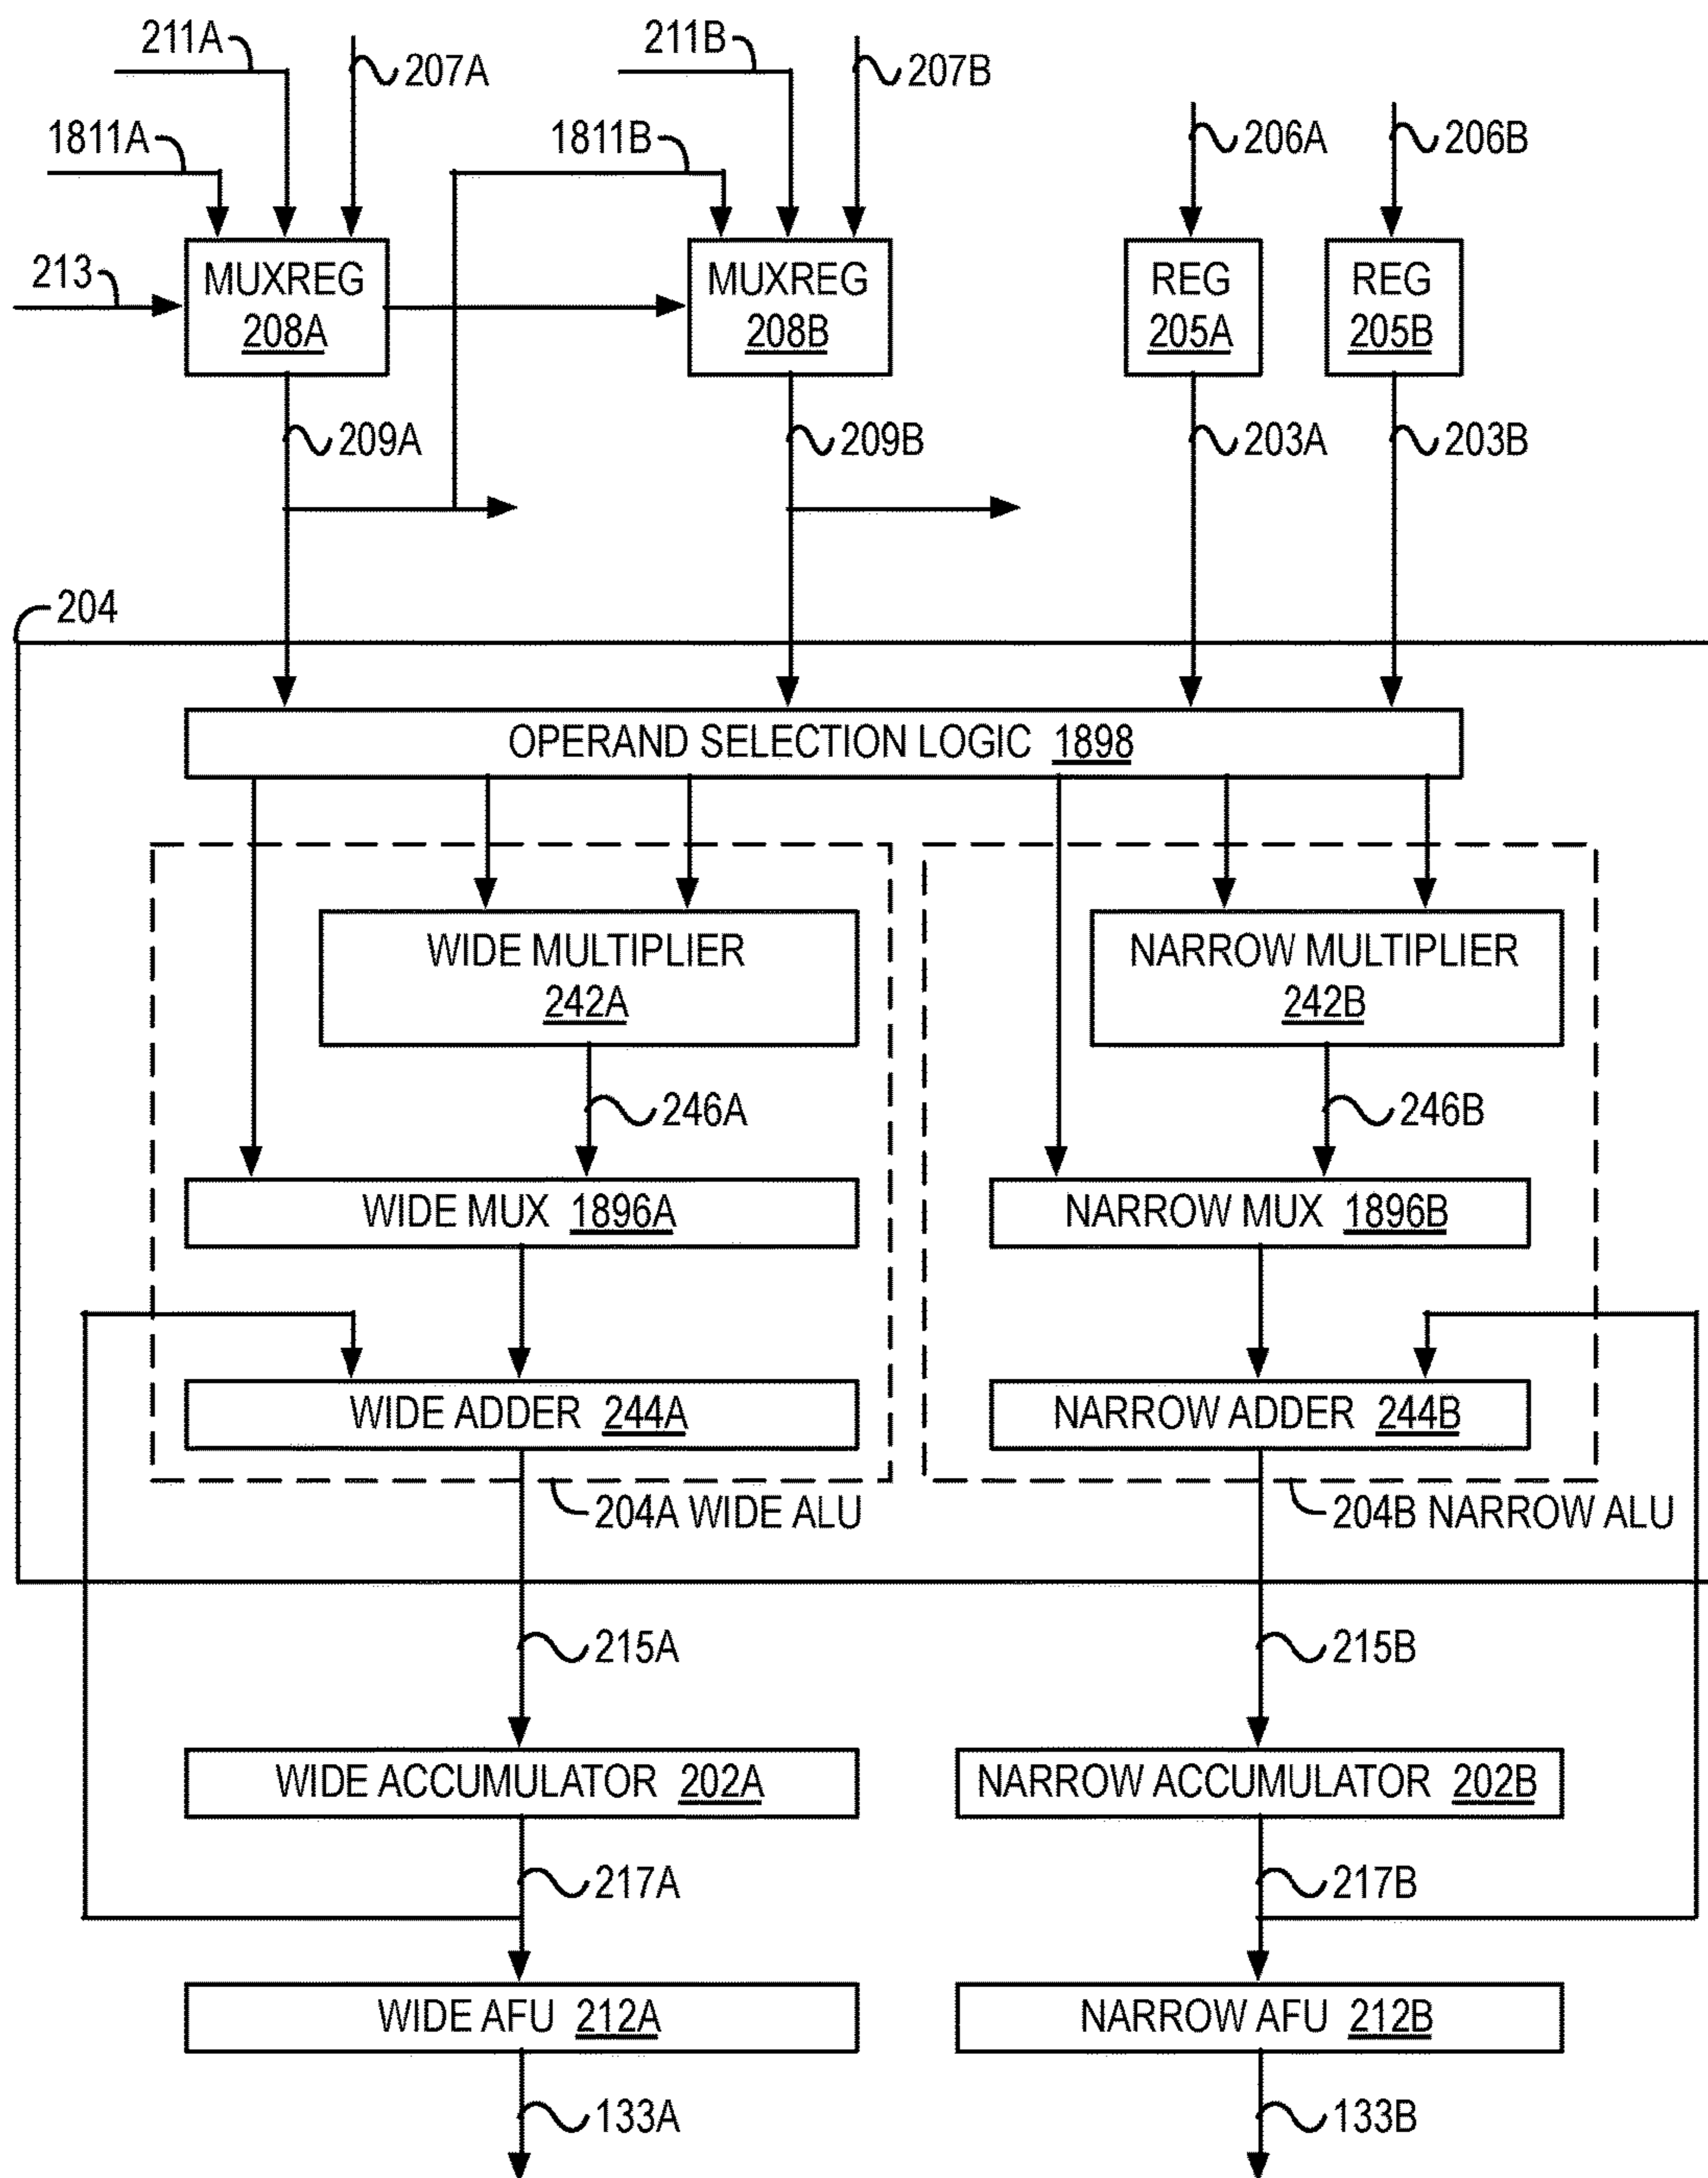 211A
207A
211B
207B
1811A
1811B
206A
206B
213
MUXREG
208A
MUXREG
208B
REG
205A
REG
205B
209A
209B
203A
203B
204
OPERAND SELECTION LOGIC 1898
WIDE MULTIPLIER
242A
NARROW MULTIPLIER
242B
246A
246B
WIDE MUX 1896A
NARROW MUX 1896B
WIDE ADDER 244A
NARROW ADDER 244B
204A WIDE ALU
204B NARROW ALU
215A
215B
WIDE ACCUMULATOR 202A
NARROW ACCUMULATOR 202B
217A
217B
WIDE AFU 212A
NARROW AFU 212B
133A
133B